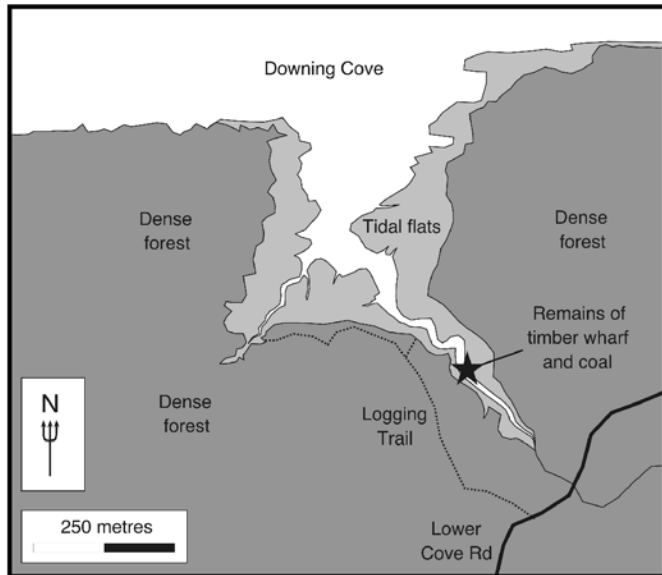 Downing Cove
Dense
forest
Tidal flats
Dense
forest
Remains of
timber wharf
and coal
Dense
forest
N
Logging
Trail
250 metres
Lower
Cove Rd